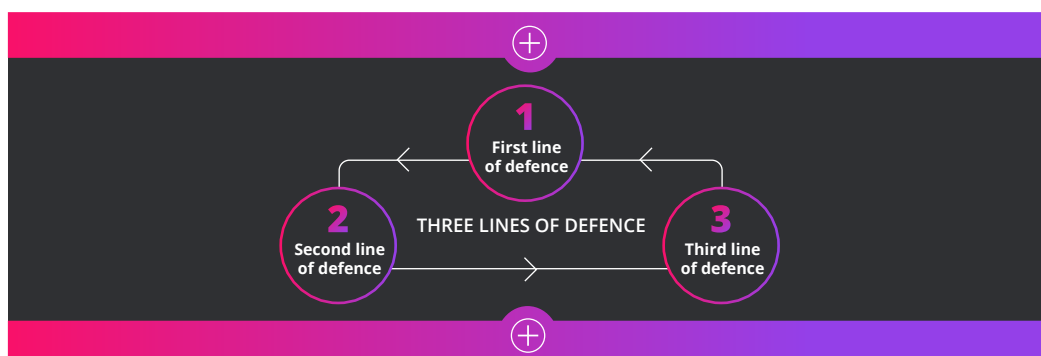 1
First line
of defence
THREE LINES OF DEFENCE
2
Second line
of defence
3
Third line
of defence